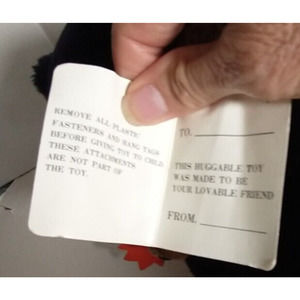 REMOVE ALL PLASTIC
FASTENERS AND HANG TAGS
BEFORE GIVING TOY TO CHILD
THESE ATTACHMENTS
ARE NOT PART OF
THE TOY.
TO.
THIS HUGGABLE TOY
WAS MADE TO BE
YOUR LOVABLE FRIEND
FROM.